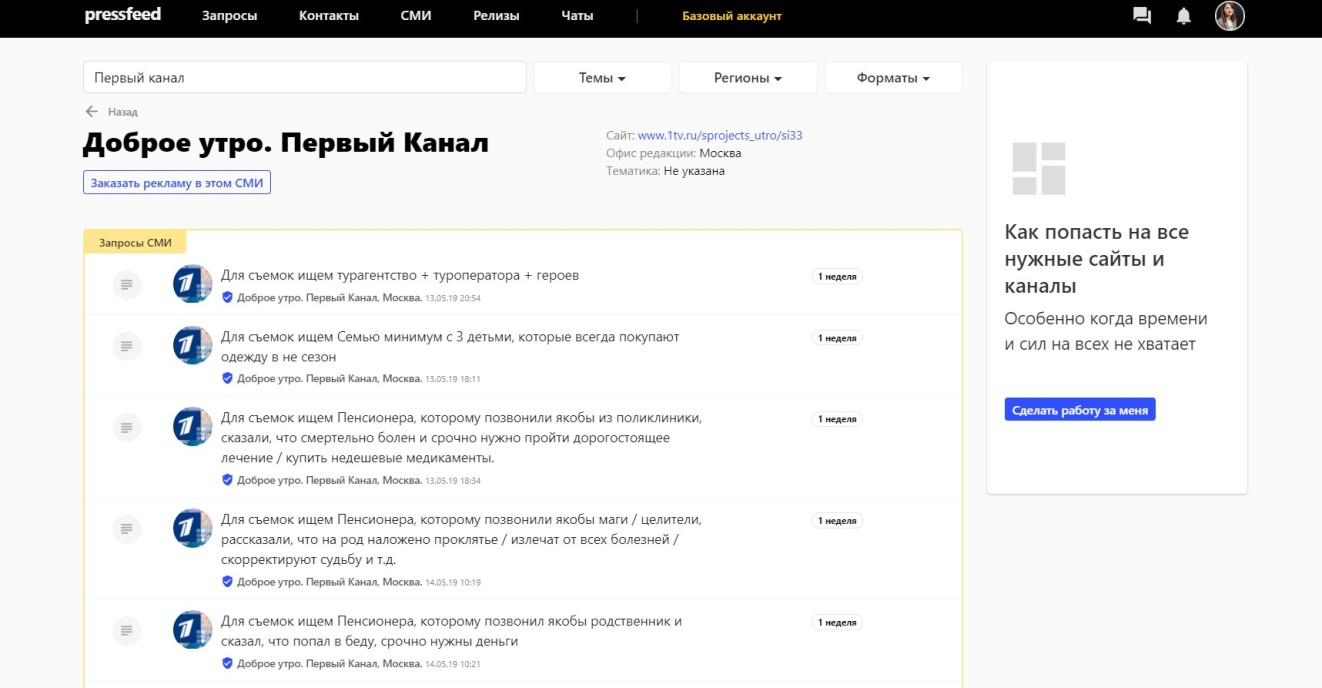 pressfeed Запросы Контакты СМИ Релизы Чаты | Базовый аккаунт
Первый канал Темы Регионы Форматы
Назад
Доброе утро. Первый Канал
Заказать рекламу в этом СМИ
Сайт: www.1tv.ru/sprojects_utro/si33
Офис редакции: Москва
Тематика: Не указана
Запросы СМИ
Для съемок ищем турагентство + туроператора + героев
1 неделя
Доброе утро. Первый Канал, Москва. 13.05.19 20:54
Для съемок ищем Семью минимум с 3 детьми, которые всегда покупают
одежду в не сезон
1 неделя
Доброе утро. Первый Канал, Москва. 13.05.19 18:11
Для съемок ищем Пенсионера, которому позвонили якобы из поликлиники,
сказали, что смертельно болен и срочно нужно пройти дорогостоящее
лечение / купить недешевые медикаменты.
1 неделя
Доброе утро. Первый Канал, Москва. 13.05.19 18:34
Для съемок ищем Пенсионера, которому позвонили якобы маги / целители,
рассказали, что на род наложено проклятье / излечат от всех болезней /
скорректируют судьбу и т.д.
1 неделя
Доброе утро. Первый Канал, Москва. 14.05.19 10:19
Для съемок ищем Пенсионера, которому позвонил якобы родственник и
сказал, что попал в беду, срочно нужны деньги
1 неделя
Доброе утро. Первый Канал, Москва. 14.05.19 10:21
Как попасть на все
нужные сайты и
каналы
Особенно когда времени
и сил на всех не хватает
Сделать работу за меня